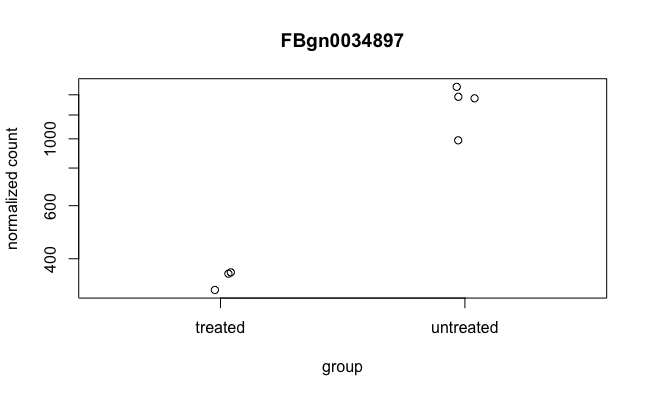 FBgn0034897
normalized count
1000
600
400
treated
untreated
group